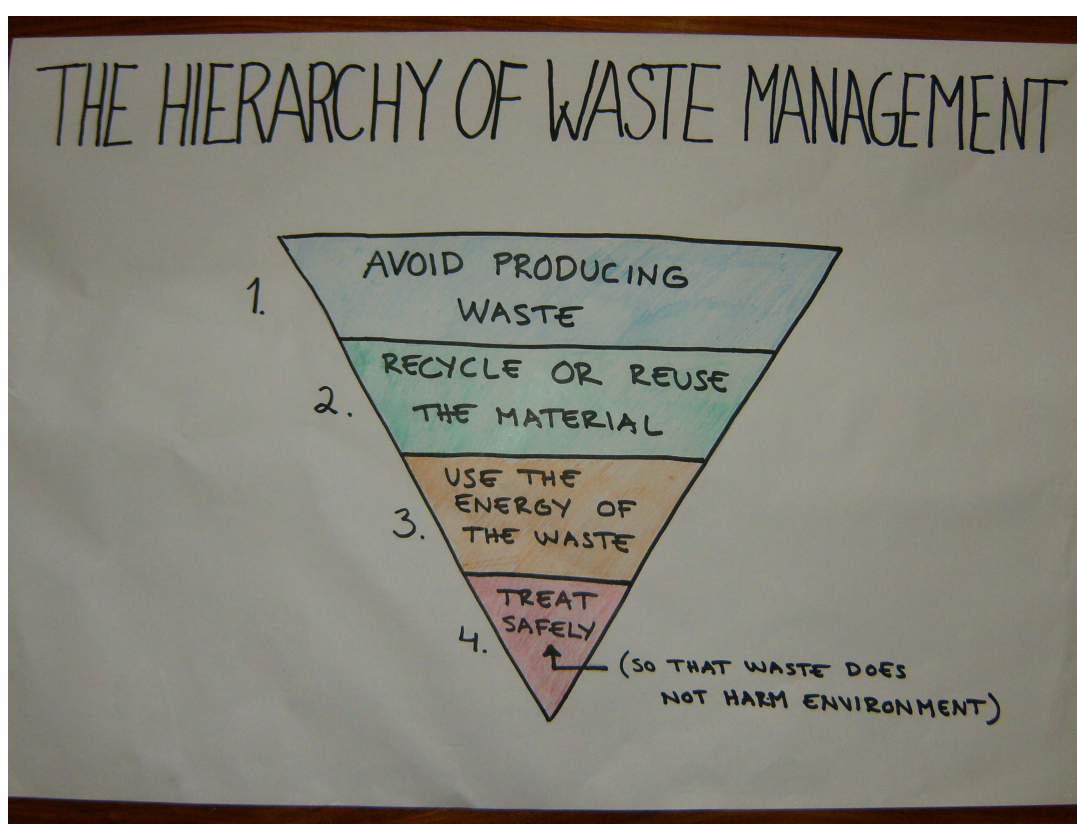 THE HIERARCHY OF WASTE MANAGEMENT
1.
AVOID PRODUCING
WASTE
2.
RECYCLE OR REUSE
THE MATERIAL
3.
USE THE
ENERGY OF
THE WASTE
4.
TREAT
SAFELY
(SO THAT WASTE DOES
NOT HARM ENVIRONMENT)